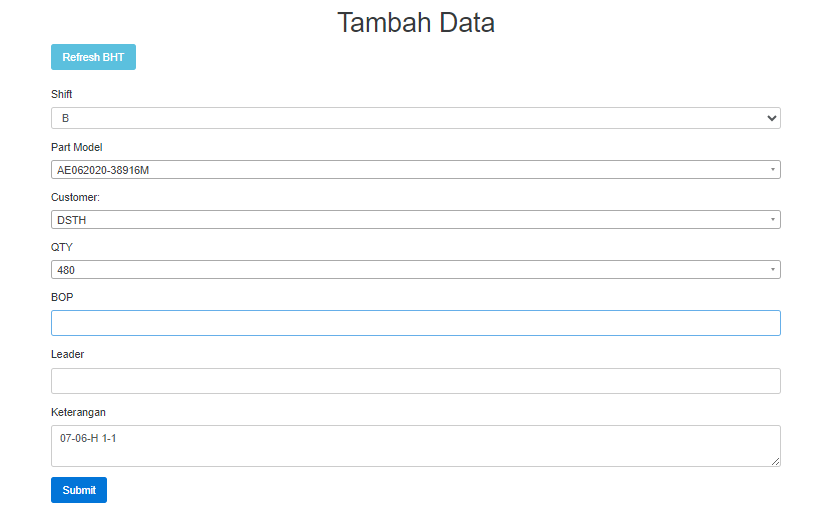 Tambah Data
Refresh BHT
Shift
B
Part Model
AE062020-38916M
Customer:
DSTH
QTY
480
BOP
Leader
Keterangan
07-06-H 1-1
Submit